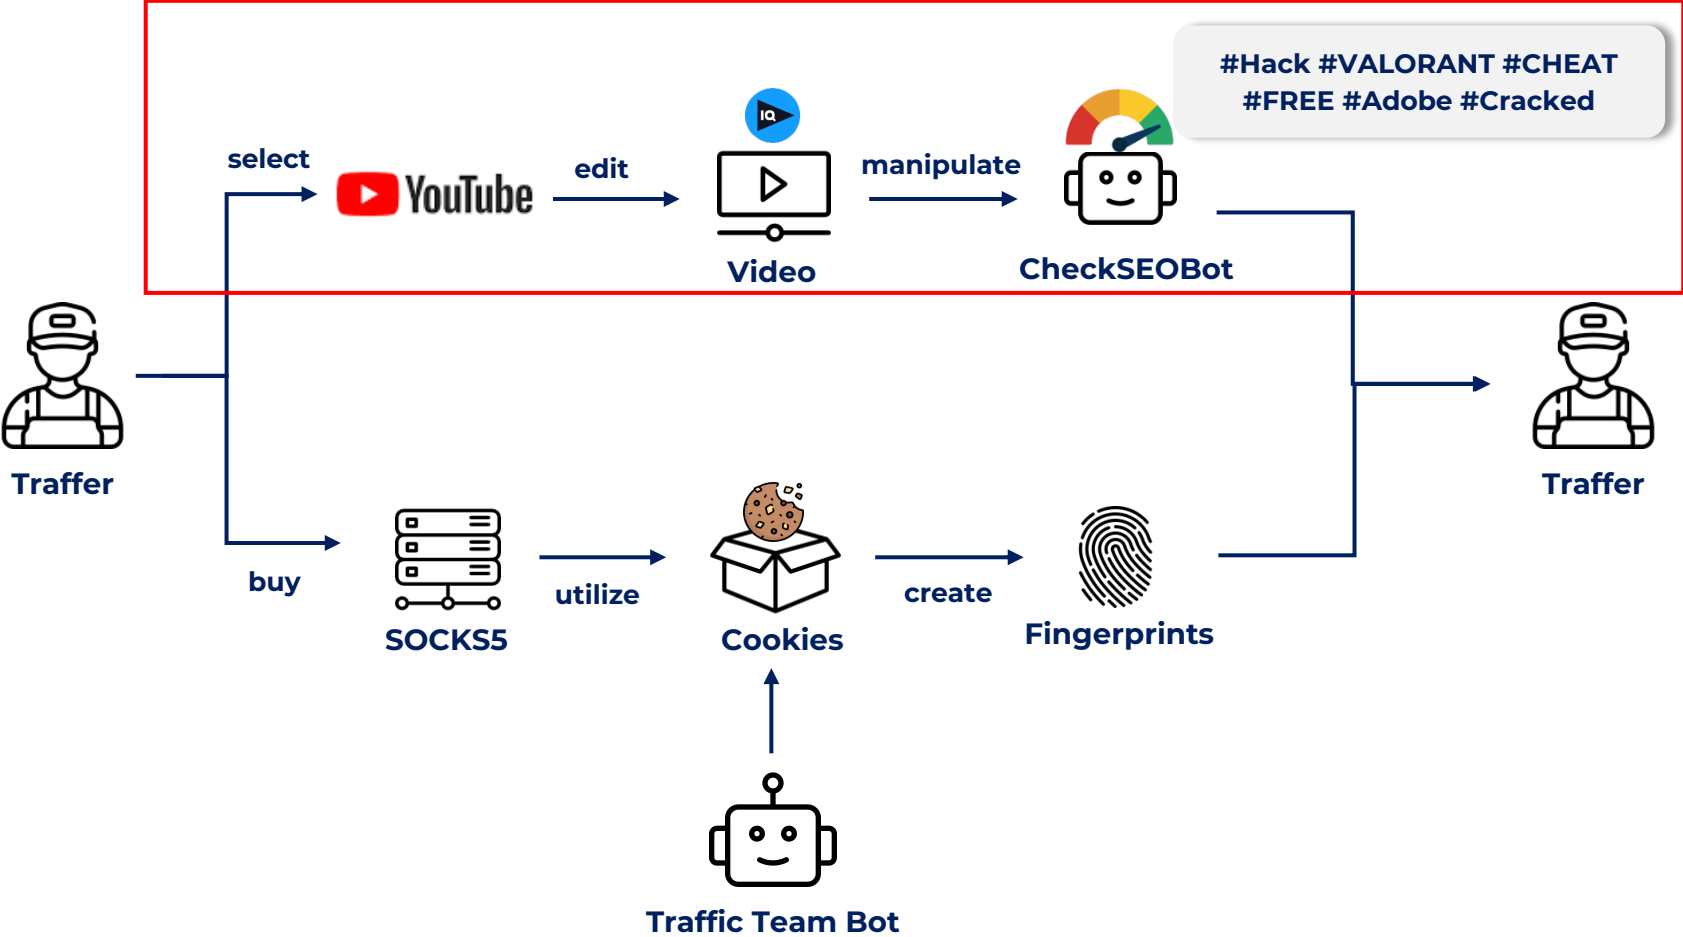 #Hack #VALORANT #CHEAT
#FREE #Adobe #Cracked
IQ
select
YouTube
edit
manipulate
Video
CheckSEOBot
Traffer
Traffer
buy
SOCKS5
utilize
Cookies
create
Fingerprints
Traffic Team Bot